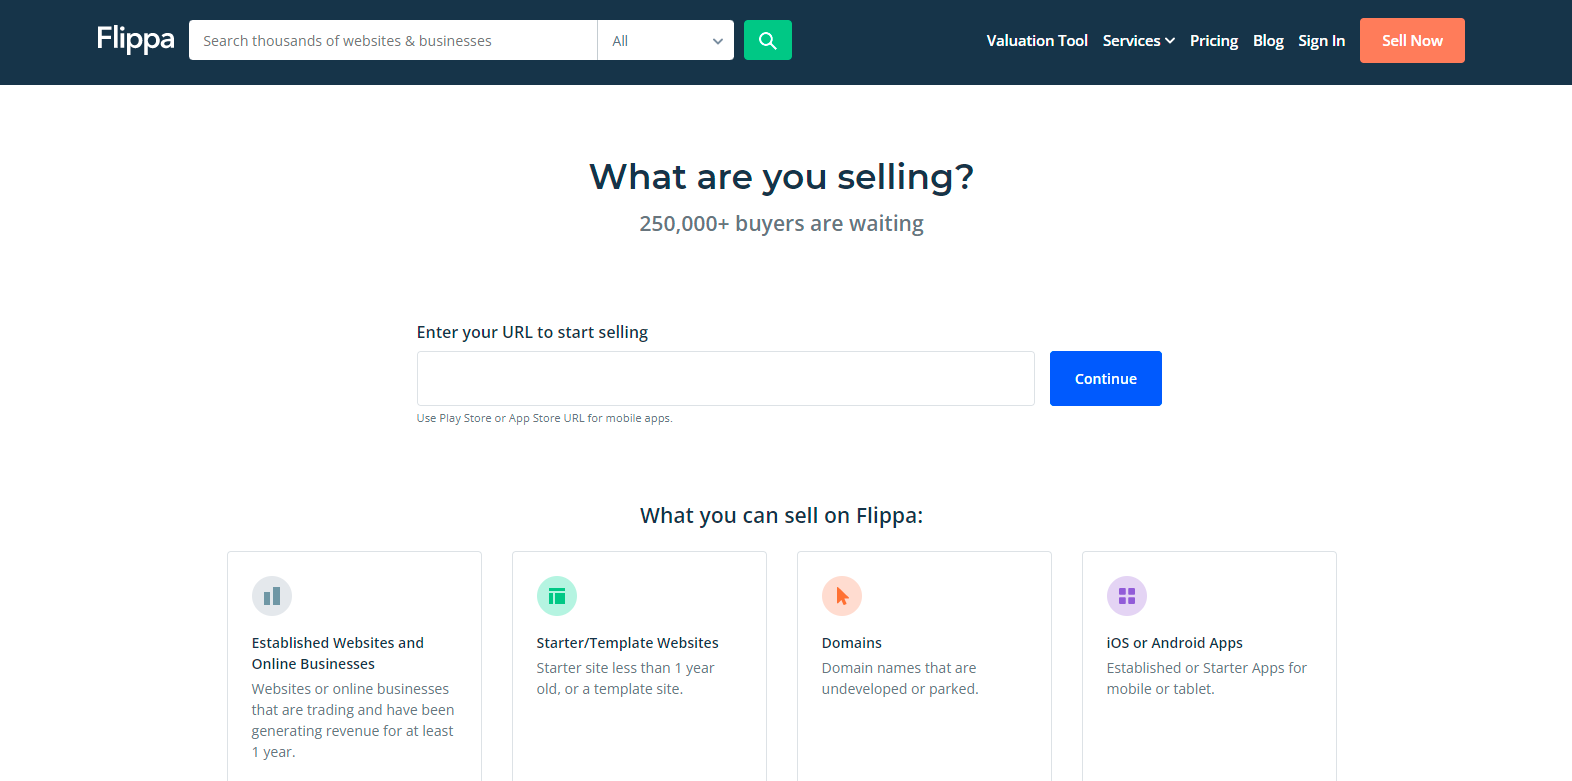 Flippa
Search thousands of websites & businesses
All
Valuation Tool
Services
Pricing
Blog
Sign In
Sell Now
What are you selling?
250,000+ buyers are waiting
Enter your URL to start selling
Continue
Use Play Store or App Store URL for mobile apps.
What you can sell on Flippa:
Established Websites and
Online Businesses
Websites or online businesses
that are trading and have been
generating revenue for at least
1 year.
Starter/Template Websites
Starter site less than 1 year
old, or a template site.
Domains
Domain names that are
undeveloped or parked.
iOS or Android Apps
Established or Starter Apps for
mobile or tablet.